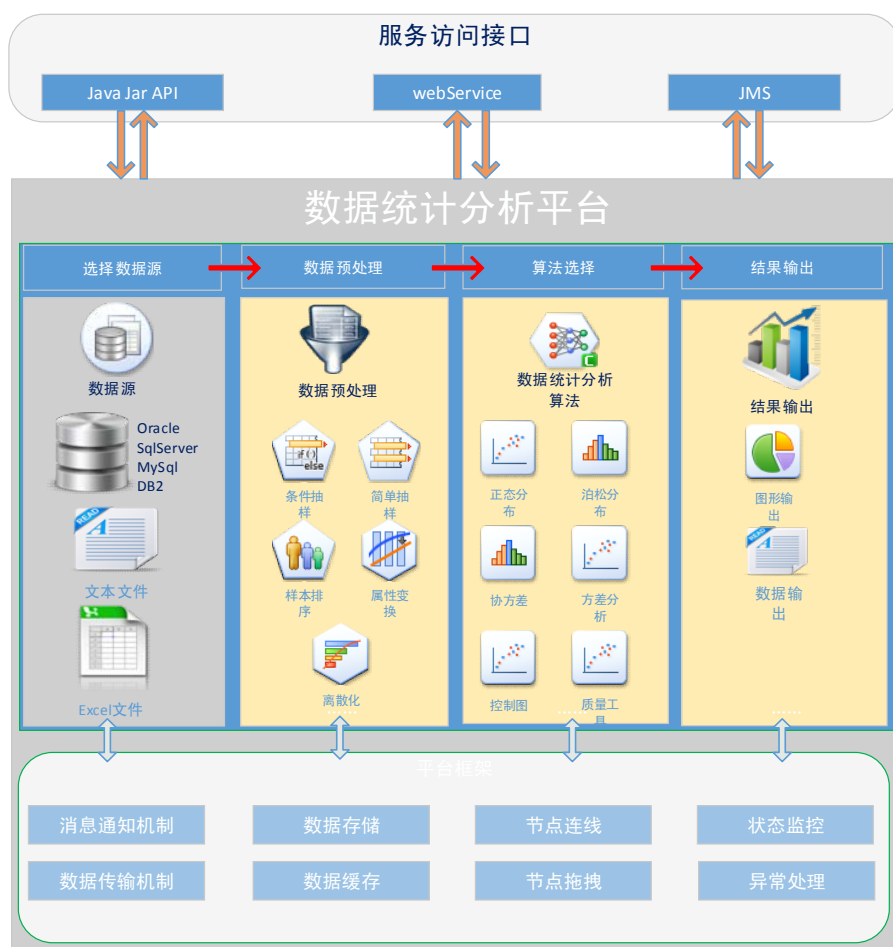 服务访问接口
Java Jar API
webService
JMS
数据统计分析平台
选择数据源
数据预处理
算法选择
结果输出
数据源
Oracle
SqlServer
MySql
DB2
READ
A
文本文件
Excel文件
数据预处理
if()
else
条件抽
样
简单抽
样
样本排
序
属性变
换
离散化
......
数据统计分析
算法
C
正态分
布
泊松分
布
协方差
方差分
析
控制图
质量工
具
......
结果输出
图形输
出
READ
A
数据输
出
......
平台框架
消息通知机制
数据存储
节点连线
状态监控
数据传输机制
数据缓存
节点拖拽
异常处理